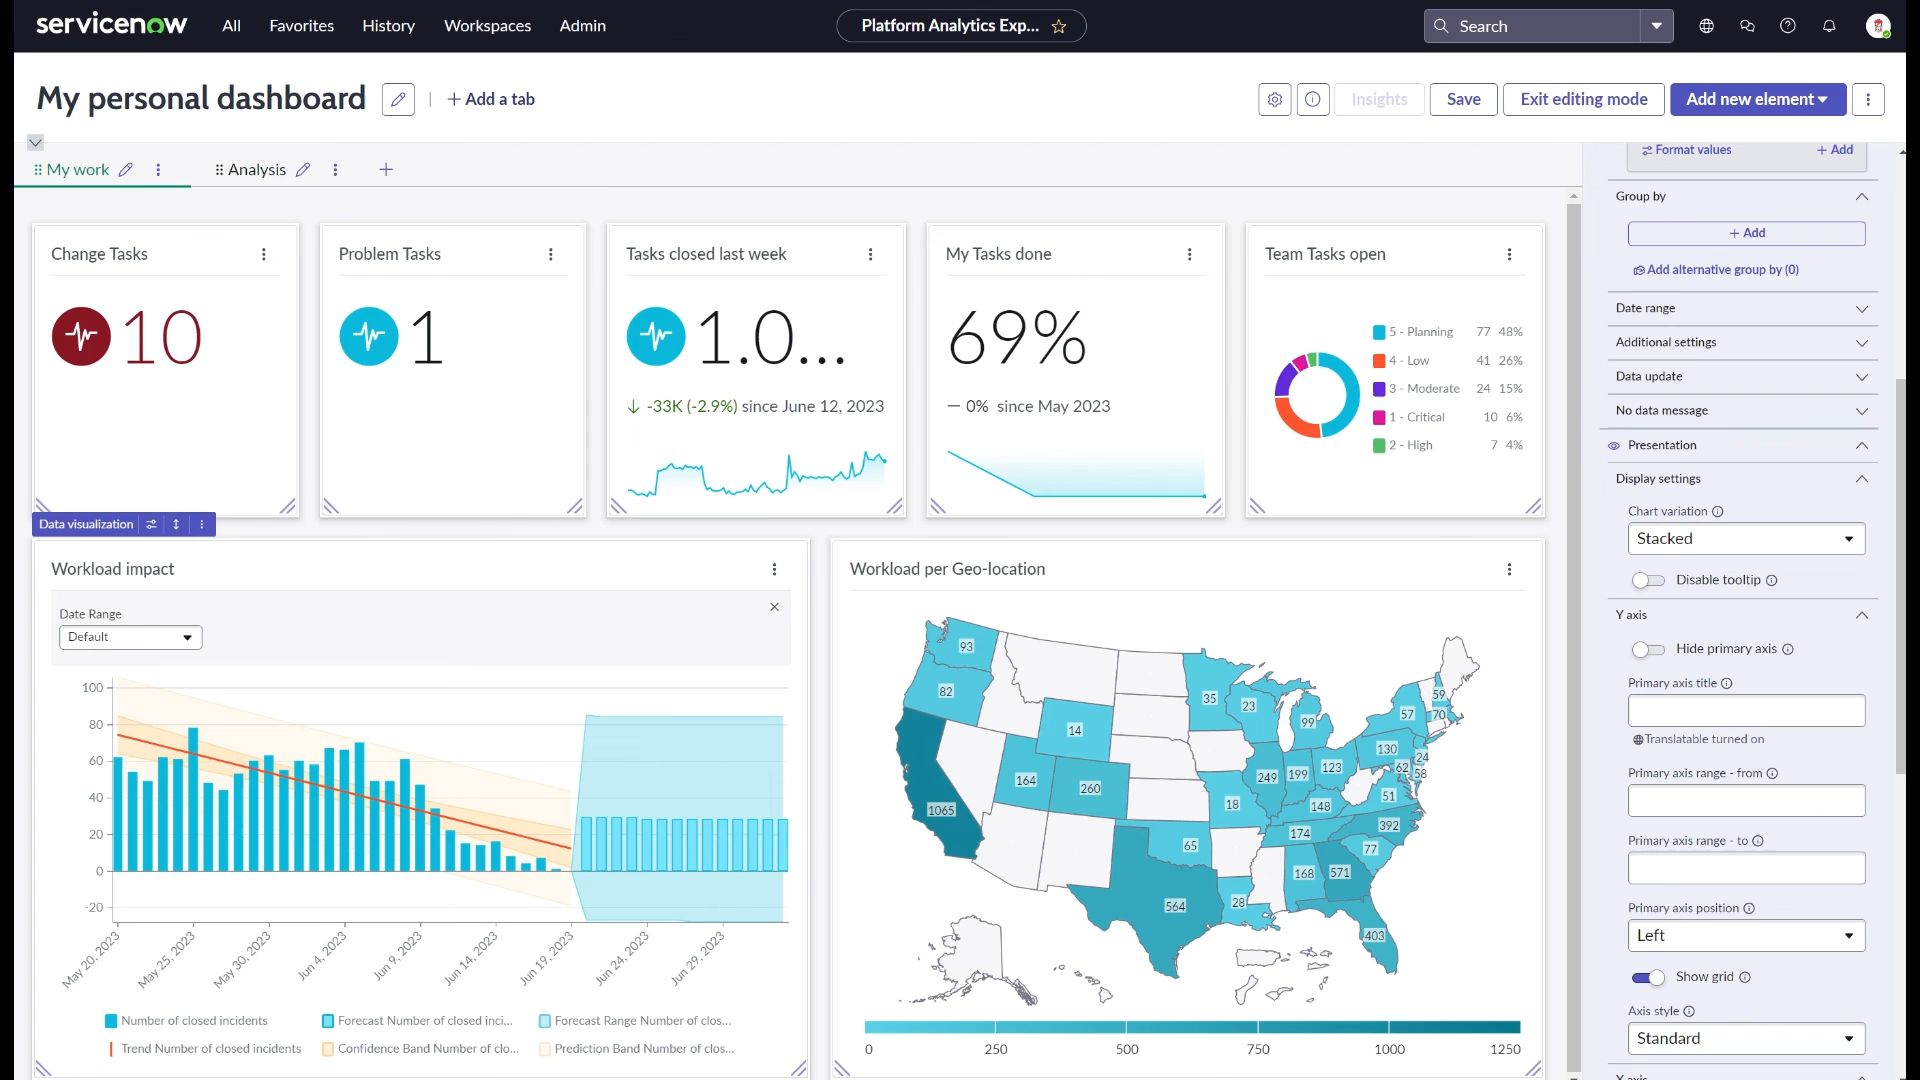 servicenow
All
Favorites
History
Workspaces
Admin
Platform Analytics Exp...
Search
My personal dashboard
+ Add a tab
Insights
Save
Exit editing mode
Add new element
My work
Analysis
Change Tasks
10
Problem Tasks
1
Tasks closed last week
1.0...
-33K (-2.9%) since June 12, 2023
My Tasks done
69%
0% since May 2023
Team Tasks open
5 - Planning 77 48%
4 - Low 41 26%
3 - Moderate 24 15%
1 - Critical 10 6%
2 - High 7 4%
Data visualization
Workload impact
Date Range
Default
100
80
60
40
20
0
-20
May 20, 2023
May 25, 2023
May 30, 2023
Jun 4, 2023
Jun 9, 2023
Jun 14, 2023
Jun 19, 2023
Jun 24, 2023
Jun 29, 2023
Number of closed incidents
Forecast Number of closed inci...
Forecast Range Number of clos...
Trend Number of closed incidents
Confidence Band Number of clo...
Prediction Band Number of clos...
Workload per Geo-location
93
82
1065
14
164
260
35
23
99
249
199
123
18
148
174
65
564
28
168
571
77
392
51
403
130
62
58
24
57
70
59
0
250
500
750
1000
1250
Format values
+ Add
Group by
+ Add
Add alternative group by (0)
Date range
Additional settings
Data update
No data message
Presentation
Display settings
Chart variation
Stacked
Disable tooltip
Y axis
Hide primary axis
Primary axis title
Translatable turned on
Primary axis range - from
Primary axis range - to
Primary axis position
Left
Show grid
Axis style
Standard
X axis